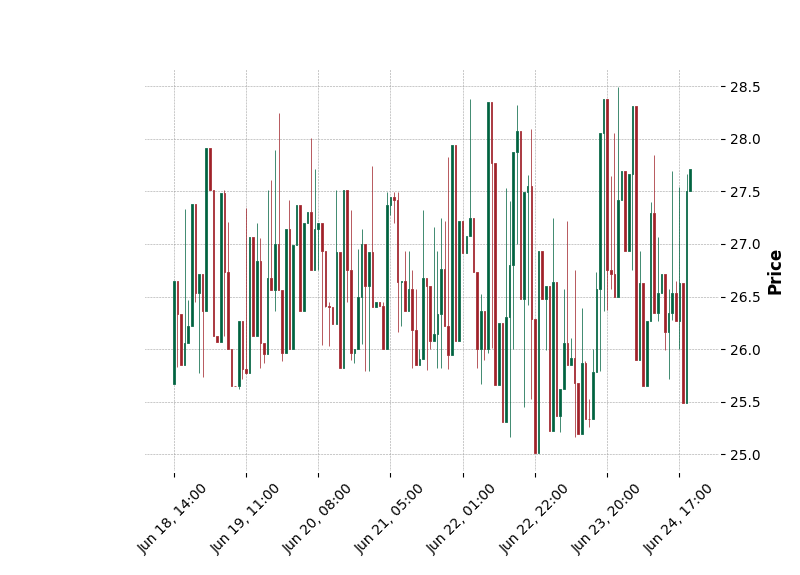 28.5
28.0
27.5
27.0
26.5
26.0
25.5
25.0
Price
Jun 18, 14:00
Jun 19, 11:00
Jun 20, 08:00
Jun 21, 05:00
Jun 22, 01:00
Jun 22, 22:00
Jun 23, 20:00
Jun 24, 17:00